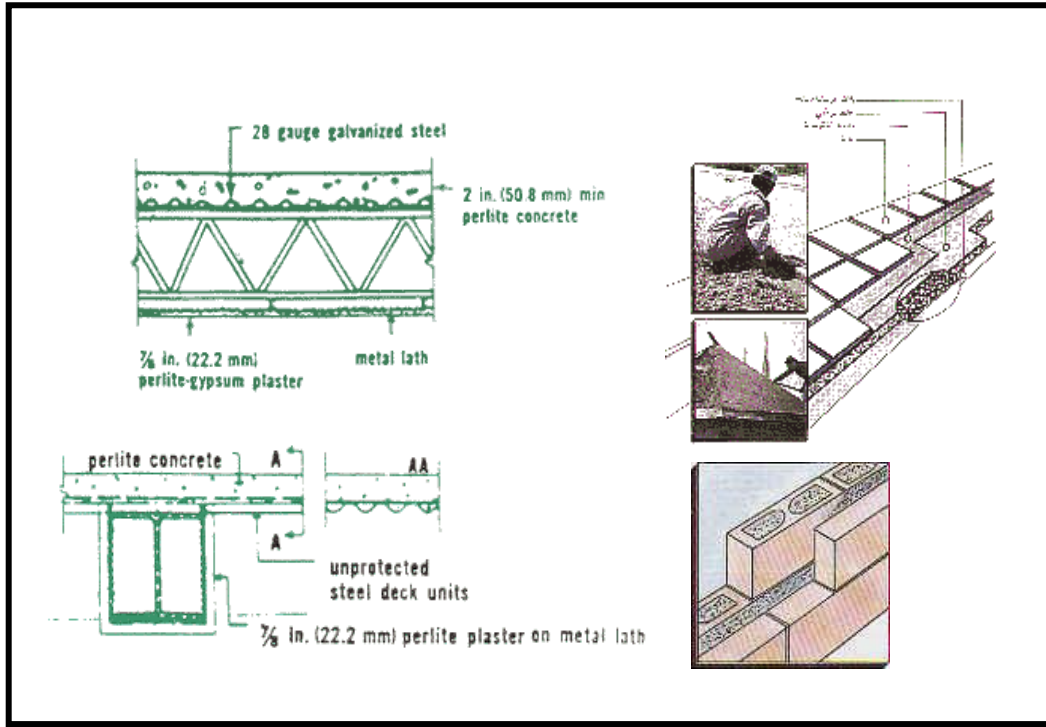 28 gauge galvanized steel
2 in. (50.8 mm) min
perlite concrete
⅞ in. (22.2 mm)
perlite-gypsum plaster
metal lath
perlite concrete
A
AA
A
unprotected
steel deck units
⅞ in. (22.2 mm) perlite plaster on metal lath